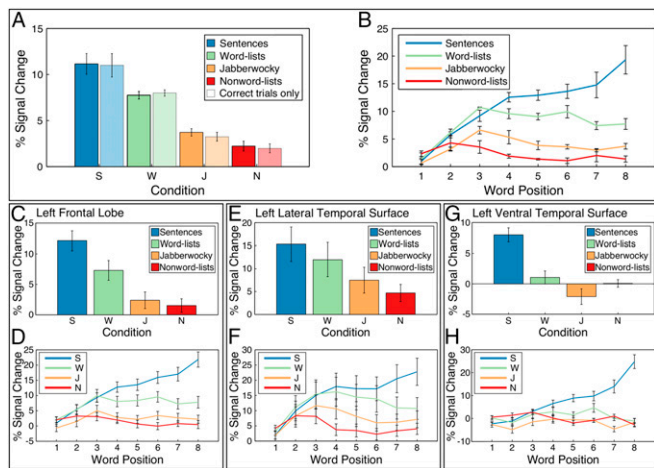 A
% Signal Change
15
10
5
0
Sentences
Word-lists
Jabberwocky
Nonword-lists
Correct trials only
S W J N
Condition
B
% Signal Change
25
20
15
10
5
0
Sentences
Word-lists
Jabberwocky
Nonword-lists
1 2 3 4 5 6 7 8
Word Position
C Left Frontal Lobe
% Signal Change
15
10
5
0
Sentences
Word-lists
Jabberwocky
Nonword-lists
S W J N
Condition
E Left Lateral Temporal Surface
% Signal Change
20
15
10
5
0
Sentences
Word-lists
Jabberwocky
Nonword-lists
S W J N
Condition
G Left Ventral Temporal Surface
% Signal Change
10
5
0
-5
Sentences
Word-lists
Jabberwocky
Nonword-lists
S W J N
Condition
D
% Signal Change
25
20
15
10
5
0
-5
S
W
J
N
1 2 3 4 5 6 7 8
Word Position
F
% Signal Change
30
25
20
15
10
5
0
S
W
J
N
1 2 3 4 5 6 7 8
Word Position
H
% Signal Change
30
20
10
0
-10
S
W
J
N
1 2 3 4 5 6 7 8
Word Position